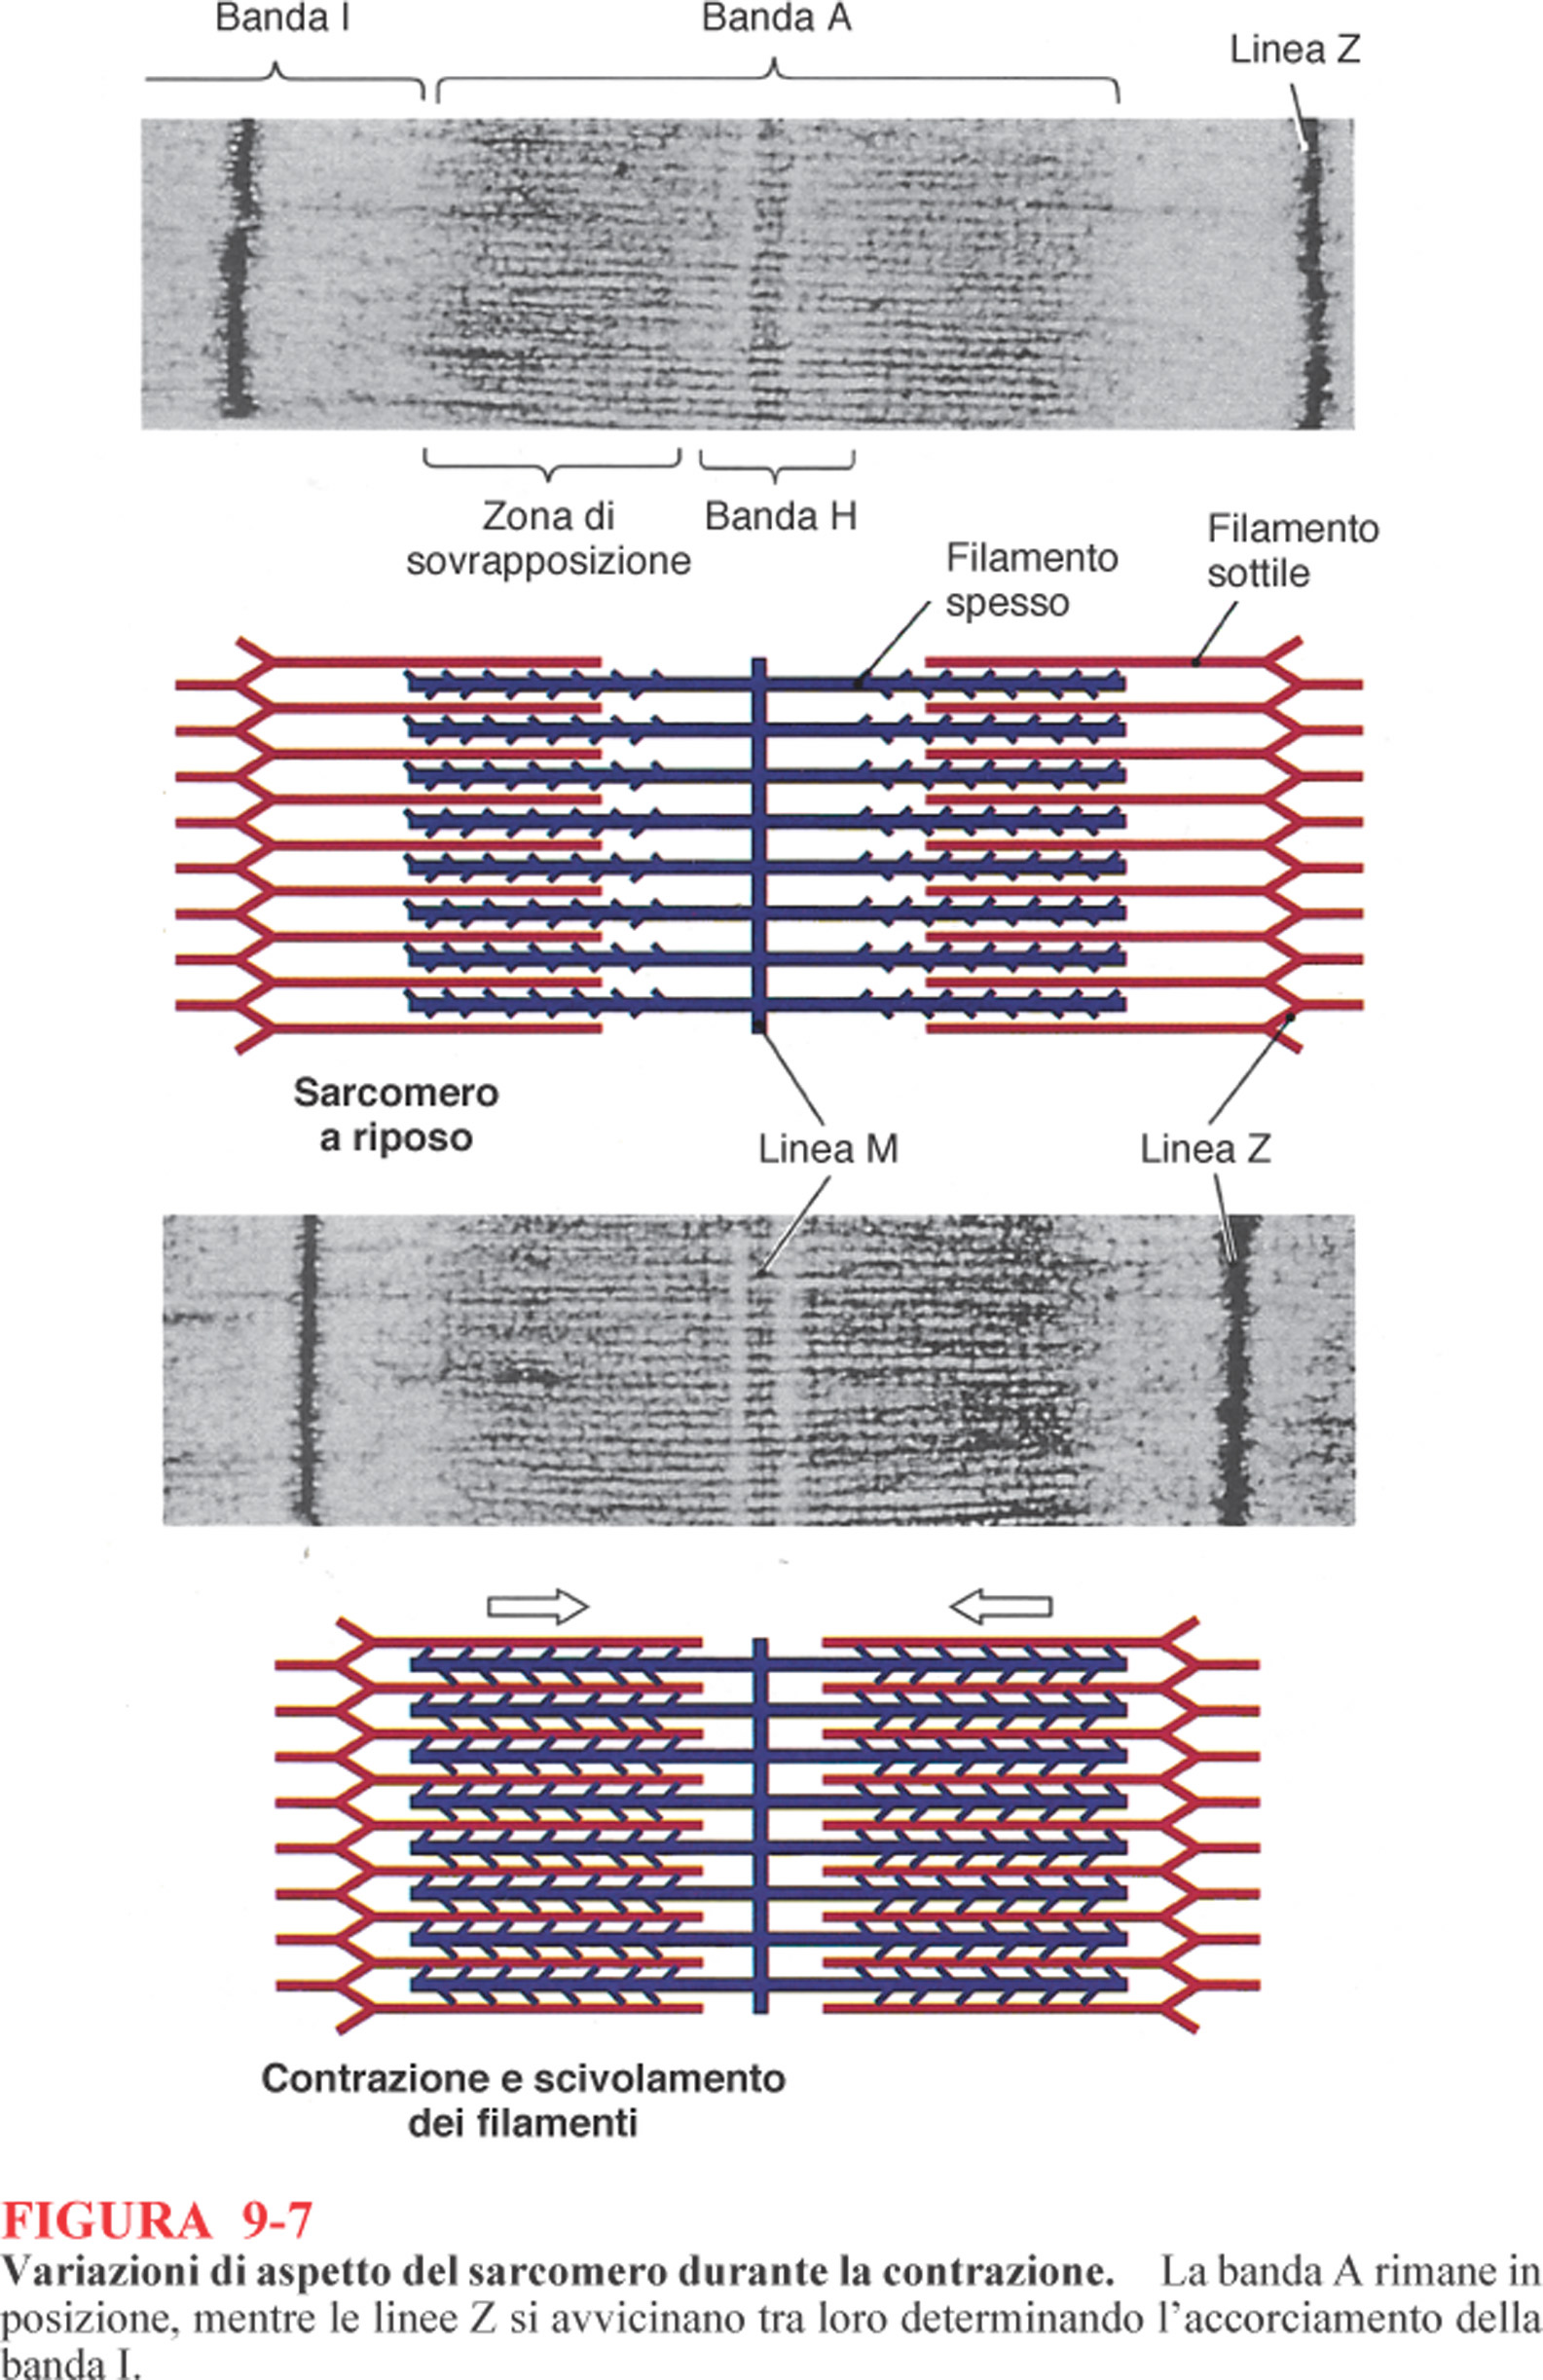 Banda I
Banda A
Linea Z
Zona di
sovrapposizione
Banda H
Filamento
spesso
Filamento
sottile
Sarcomero
a riposo
Linea M
Linea Z
Contrazione e scivolamento
dei filamenti
FIGURA 9-7
Variazioni di aspetto del sarcomero durante la contrazione. La banda A rimane in
posizione, mentre le linee Z si avvicinano tra loro determinando l'accorciamento della
banda I.